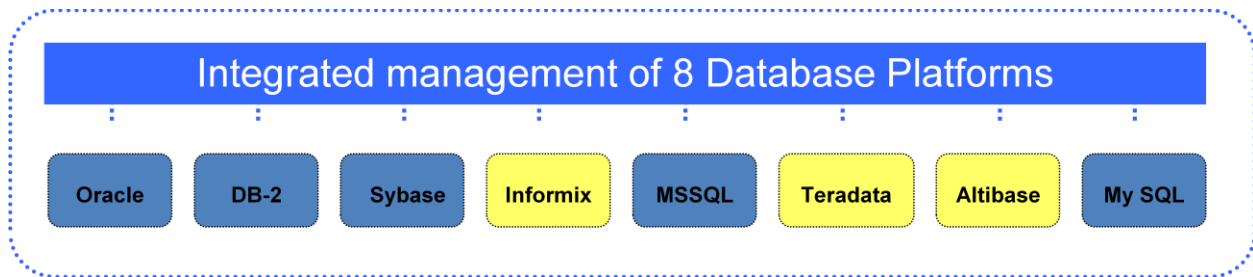 Integrated management of 8 Database Platforms
Oracle DB-2 Sybase Informix MSSQL Teradata Altibase My SQL